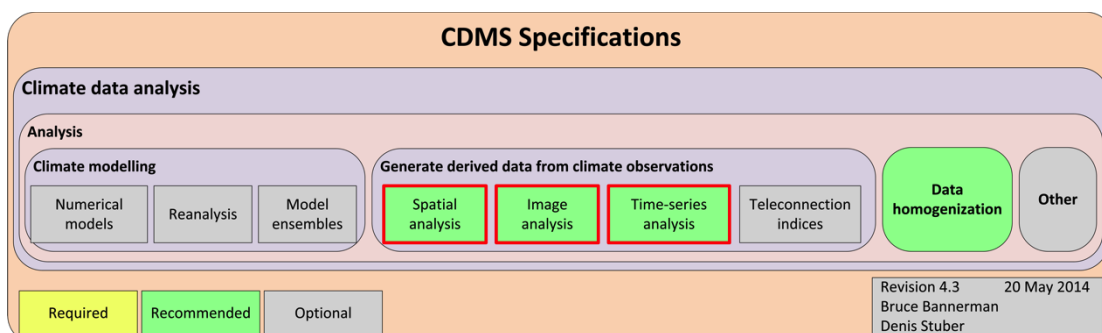 CDMS Specifications
Climate data analysis
Analysis
Climate modelling
Numerical
models
Reanalysis
Model
ensembles
Generate derived data from climate observations
Spatial
analysis
Image
analysis
Time-series
analysis
Teleconnection
indices
Data
homogenization
Other
Required
Recommended
Optional
Revision 4.3 20 May 2014
Bruce Bannerman
Denis Stuber